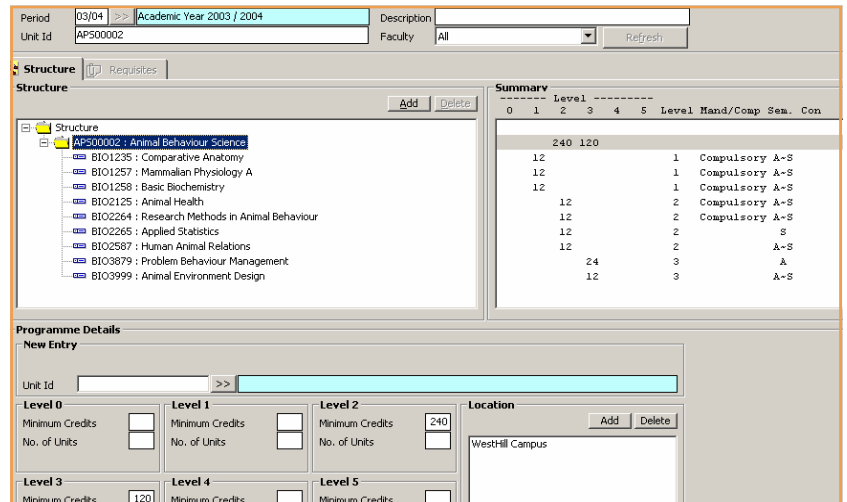 Period 03/04 >> Academic Year 2003 / 2004 Description
Unit Id APS00002 Faculty All Refresh
Structure Requisites
Structure
Add Delete
Structure
APS00002 : Animal Behaviour Science
BIO1235 : Comparative Anatomy
BIO1257 : Mammalian Physiology A
BIO1258 : Basic Biochemistry
BIO2125 : Animal Health
BIO2264 : Research Methods in Animal Behaviour
BIO2265 : Applied Statistics
BIO2587 : Human Animal Relations
BIO3879 : Problem Behaviour Management
BIO3999 : Animal Environment Design
Summary
------- Level ---------
0 1 2 3 4 5 Level Mand/Comp Sem. Con
240 120
12 1 Compulsory A~S
12 1 Compulsory A~S
12 1 Compulsory A~S
12 2 Compulsory A~S
12 2 Compulsory A~S
12 2 S
12 2 A~S
24 3 A
12 3 A~S
Programme Details
New Entry
Unit Id >>
Level 0 Level 1 Level 2 Location
Minimum Credits Minimum Credits Minimum Credits 240 Add Delete
No. of Units No. of Units No. of Units WestHill Campus
Level 3 Level 4 Level 5
Minimum Credits 120 Minimum Credits Minimum Credits